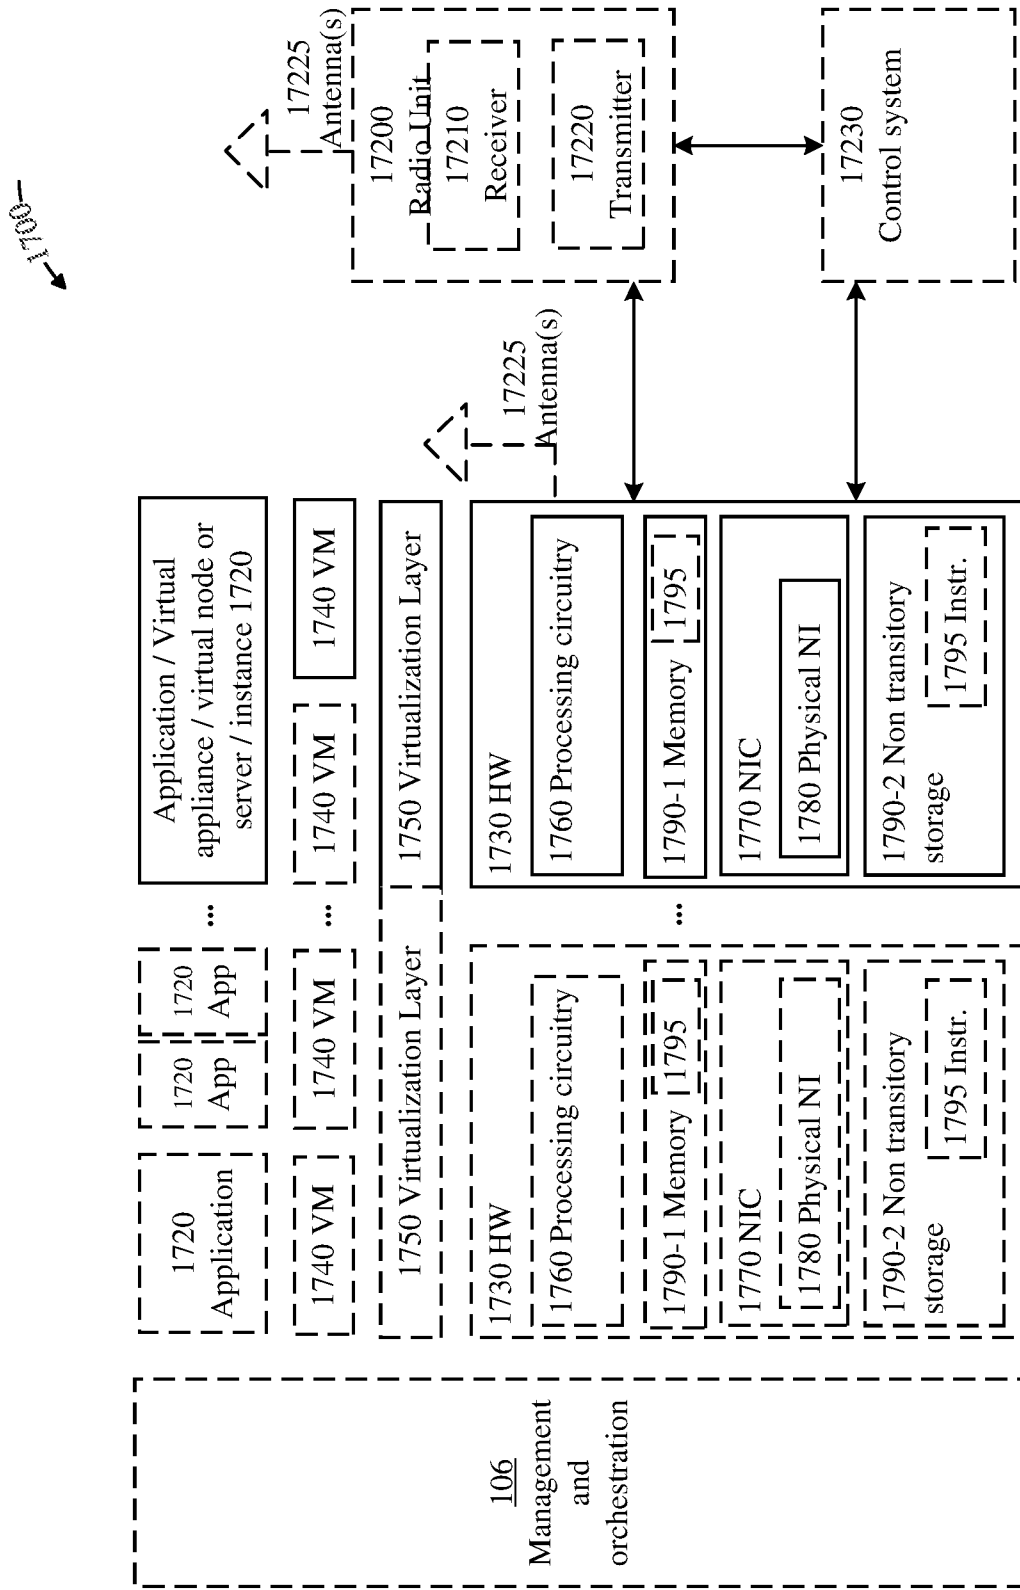 1700
106
Management
and
orchestration
1720
Application
1720
App
1720
App
...
Application / Virtual
appliance / virtual node or
server / instance 1720
1740 VM
1740 VM
...
1740 VM
1740 VM
1750 Virtualization Layer
1750 Virtualization Layer
1730 HW
1760 Processing circuitry
1790-1 Memory
1795
1770 NIC
1780 Physical NI
1790-2 Non transitory
storage
1795 Instr.
...
1730 HW
1760 Processing circuitry
1790-1 Memory
1795
1770 NIC
1780 Physical NI
1790-2 Non transitory
storage
1795 Instr.
17225
Antenna(s)
17225
Antenna(s)
17200
Radio Unit
17210
Receiver
17220
Transmitter
17230
Control system